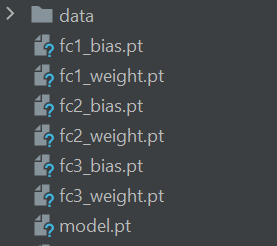 data
fc1_bias.pt
fc1_weight.pt
fc2_bias.pt
fc2_weight.pt
fc3_bias.pt
fc3_weight.pt
model.pt